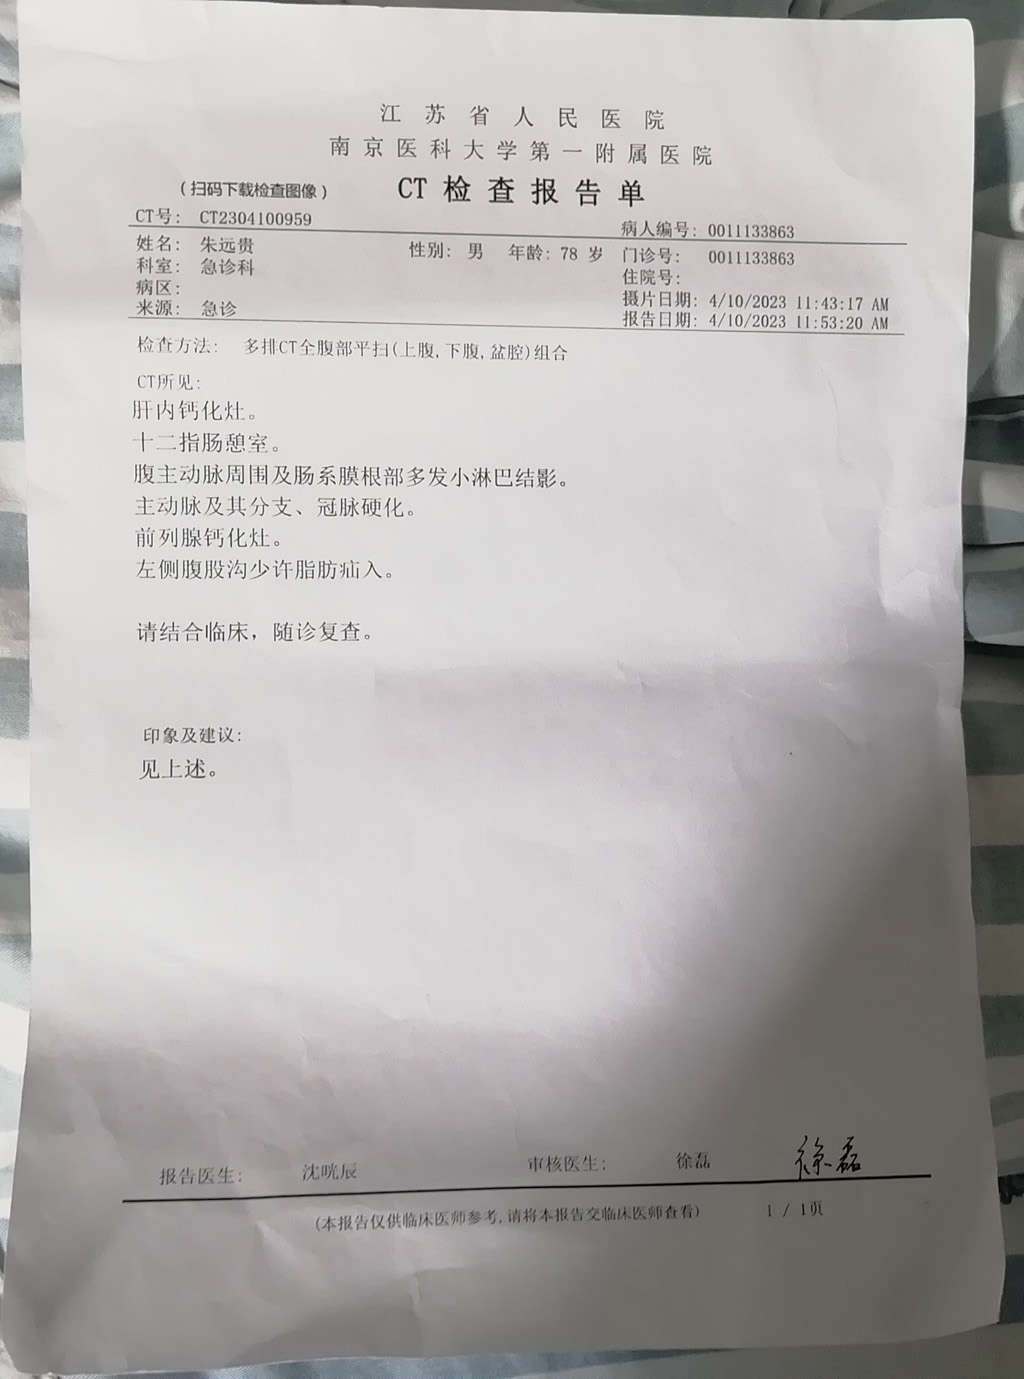 江苏省人民医院
南京医科大学第一附属医院
(扫码下载检查图像)
CT检查报告单
CT号: CT2304100959
病人编号: 0011133863
姓名: 朱远贵 性别: 男 年龄: 78 岁 门诊号: 0011133863
科室: 急诊科 住院号:
病区: 摄片日期: 4/10/2023 11:43:17 AM
来源: 急诊 报告日期: 4/10/2023 11:53:20 AM
检查方法: 多排CT全腹部平扫(上腹,下腹,盆腔)组合
CT所见:
肝内钙化灶。
十二指肠憩室。
腹主动脉周围及肠系膜根部多发小淋巴结影。
主动脉及其分支、冠脉硬化。
前列腺钙化灶。
左侧腹股沟少许脂肪疝入。
请结合临床，随诊复查。
印象及建议:
见上述。
报告医生: 沈晄辰 审核医生: 徐磊 徐磊
(本报告仅供临床医师参考,请将本报告交临床医师查看) 1 / 1页